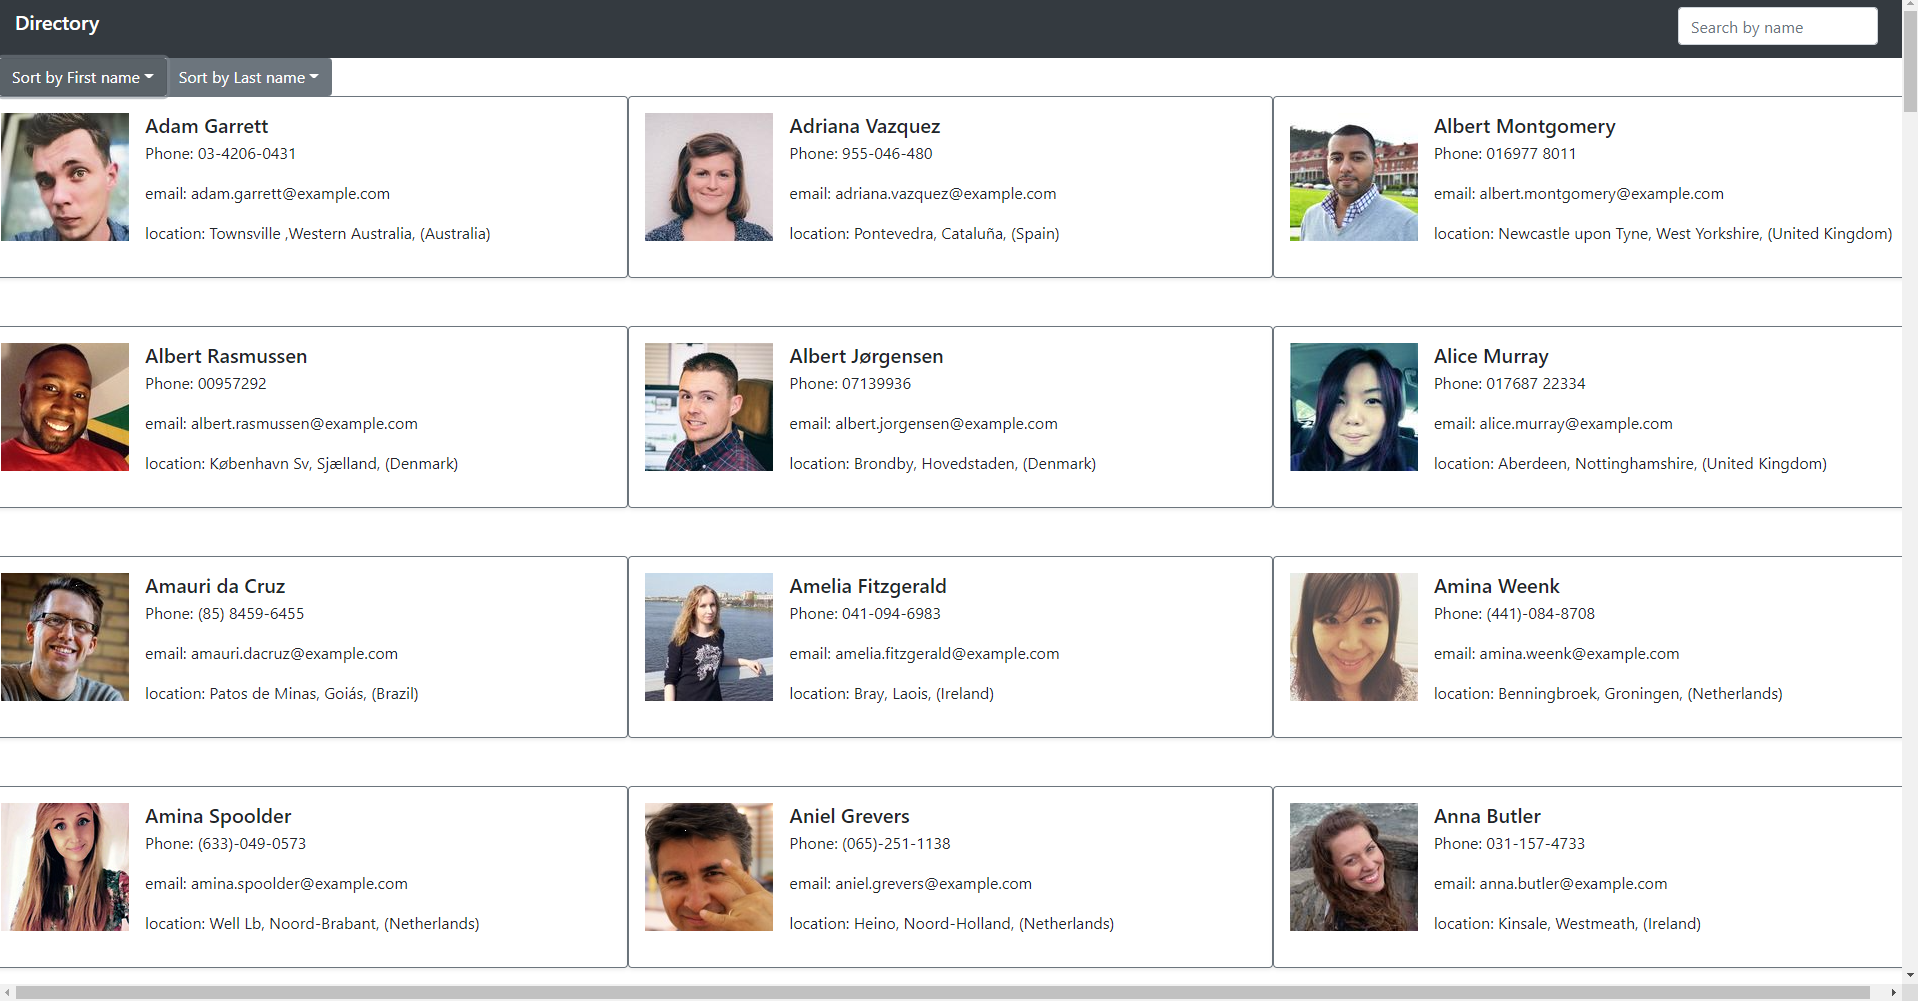 Directory
Search by name
Sort by First name
Sort by Last name
Adam Garrett
Phone: 03-4206-0431
email: adam.garrett@example.com
location: Townsville ,Western Australia, (Australia)
Adriana Vazquez
Phone: 955-046-480
email: adriana.vazquez@example.com
location: Pontevedra, Cataluña, (Spain)
Albert Montgomery
Phone: 016977 8011
email: albert.montgomery@example.com
location: Newcastle upon Tyne, West Yorkshire, (United Kingdom)
Albert Rasmussen
Phone: 00957292
email: albert.rasmussen@example.com
location: København Sv, Sjælland, (Denmark)
Albert Jørgensen
Phone: 07139936
email: albert.jorgensen@example.com
location: Brondby, Hovedstaden, (Denmark)
Alice Murray
Phone: 017687 22334
email: alice.murray@example.com
location: Aberdeen, Nottinghamshire, (United Kingdom)
Amauri da Cruz
Phone: (85) 8459-6455
email: amauri.dacruz@example.com
location: Patos de Minas, Goiás, (Brazil)
Amelia Fitzgerald
Phone: 041-094-6983
email: amelia.fitzgerald@example.com
location: Bray, Laois, (Ireland)
Amina Weenk
Phone: (441)-084-8708
email: amina.weenk@example.com
location: Benningbroek, Groningen, (Netherlands)
Amina Spoolder
Phone: (633)-049-0573
email: amina.spoolder@example.com
location: Well Lb, Noord-Brabant, (Netherlands)
Aniel Grevers
Phone: (065)-251-1138
email: aniel.grevers@example.com
location: Heino, Noord-Holland, (Netherlands)
Anna Butler
Phone: 031-157-4733
email: anna.butler@example.com
location: Kinsale, Westmeath, (Ireland)